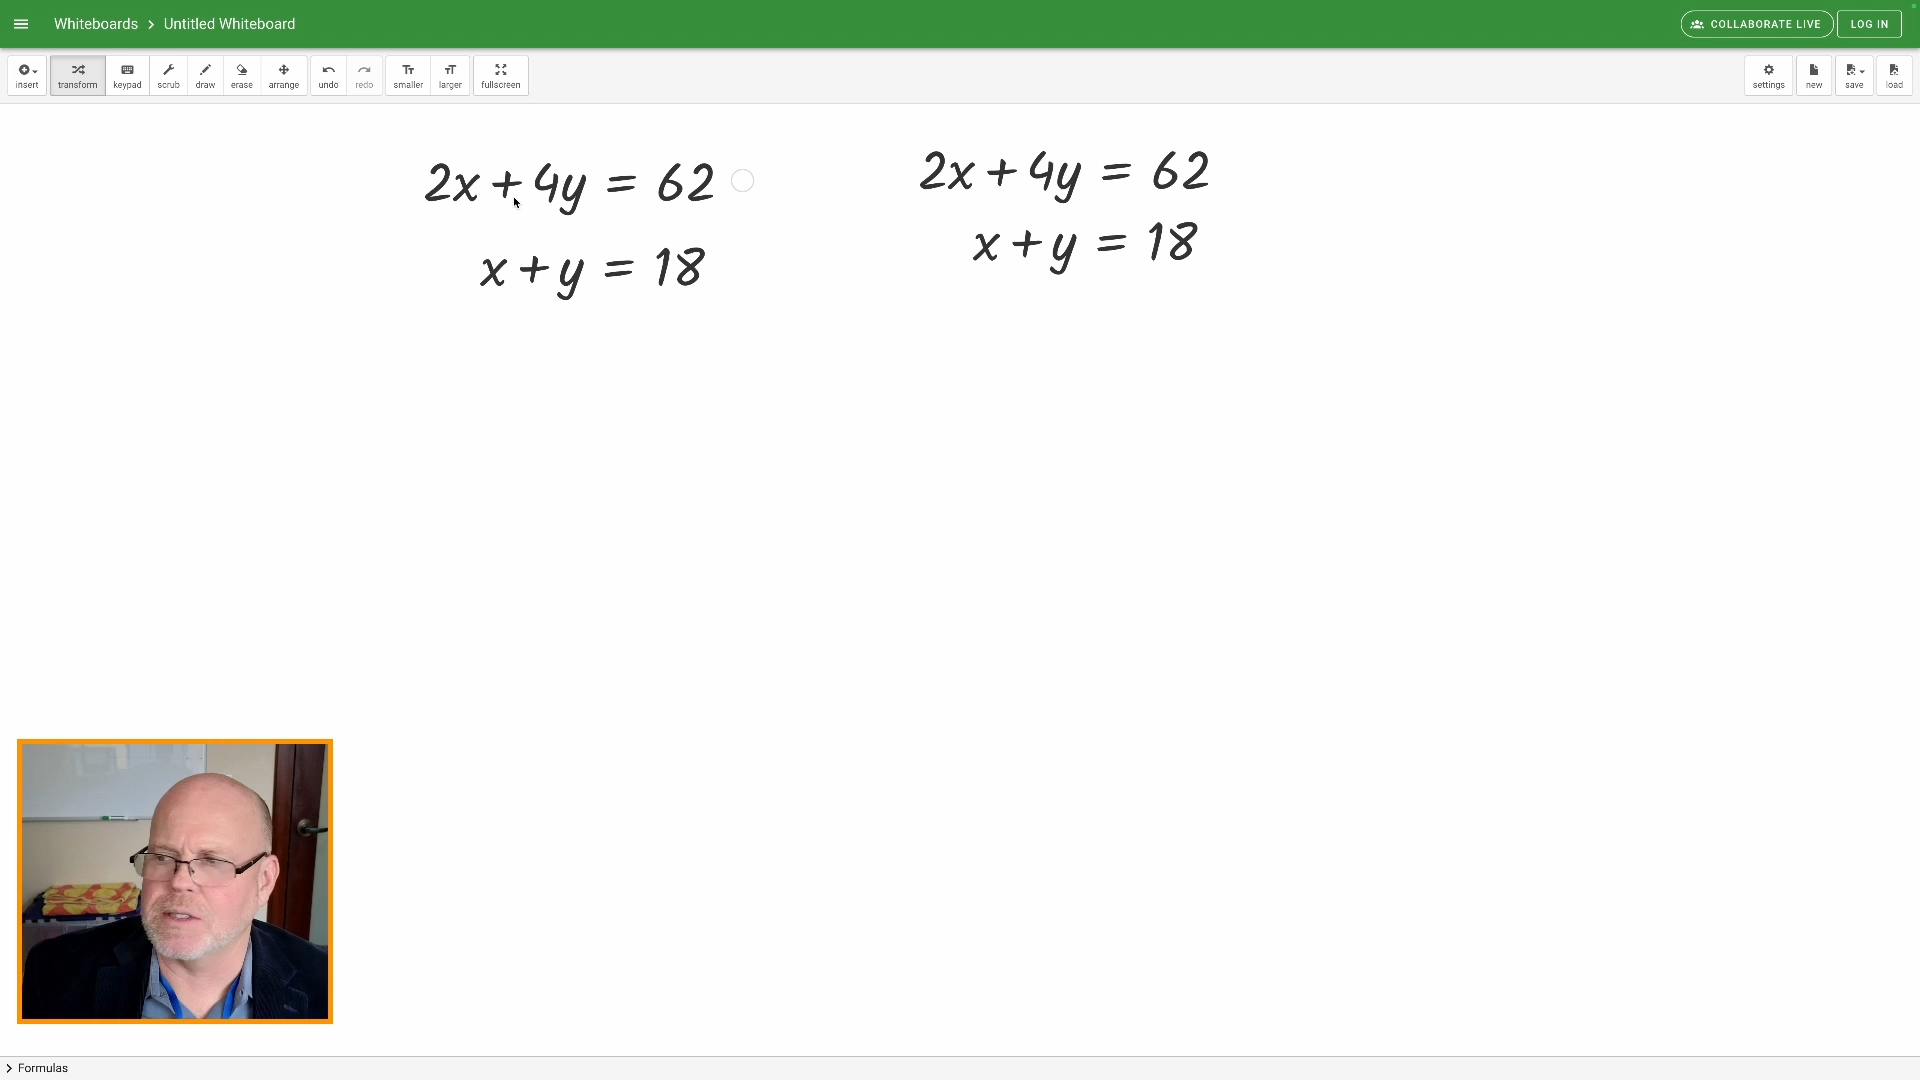 Whiteboards > Untitled Whiteboard
COLLABORATE LIVE
LOG IN
insert
transform
keypad
scrub
draw
erase
arrange
undo
redo
smaller
larger
fullscreen
settings
new
save
load
2x + 4y = 62
x + y = 18
2x + 4y = 62
x + y = 18
Formulas